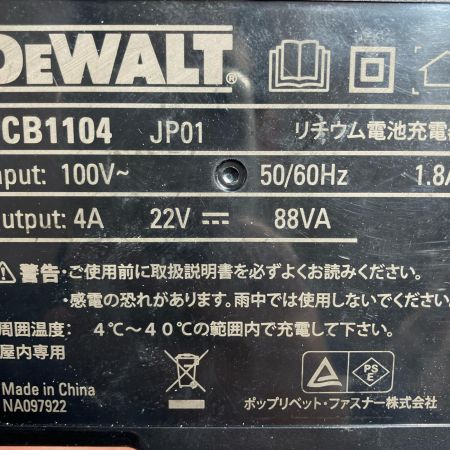 DEWALT®
CB1104 JP01 リチウム電池充電器
nput: 100V~ 50/60Hz 1.8A
utput: 4A 22V ⎓ 88VA
⚠ 警告・ご使用前に取扱説明書を必ずよくお読みください。
・感電の恐れがあります。雨中では使用しないでください。
周囲温度: 4℃~40℃の範囲内で充電して下さい。
屋内専用
Made in China
NA097922
PS
E
ポップリベット・ファスナー株式会社